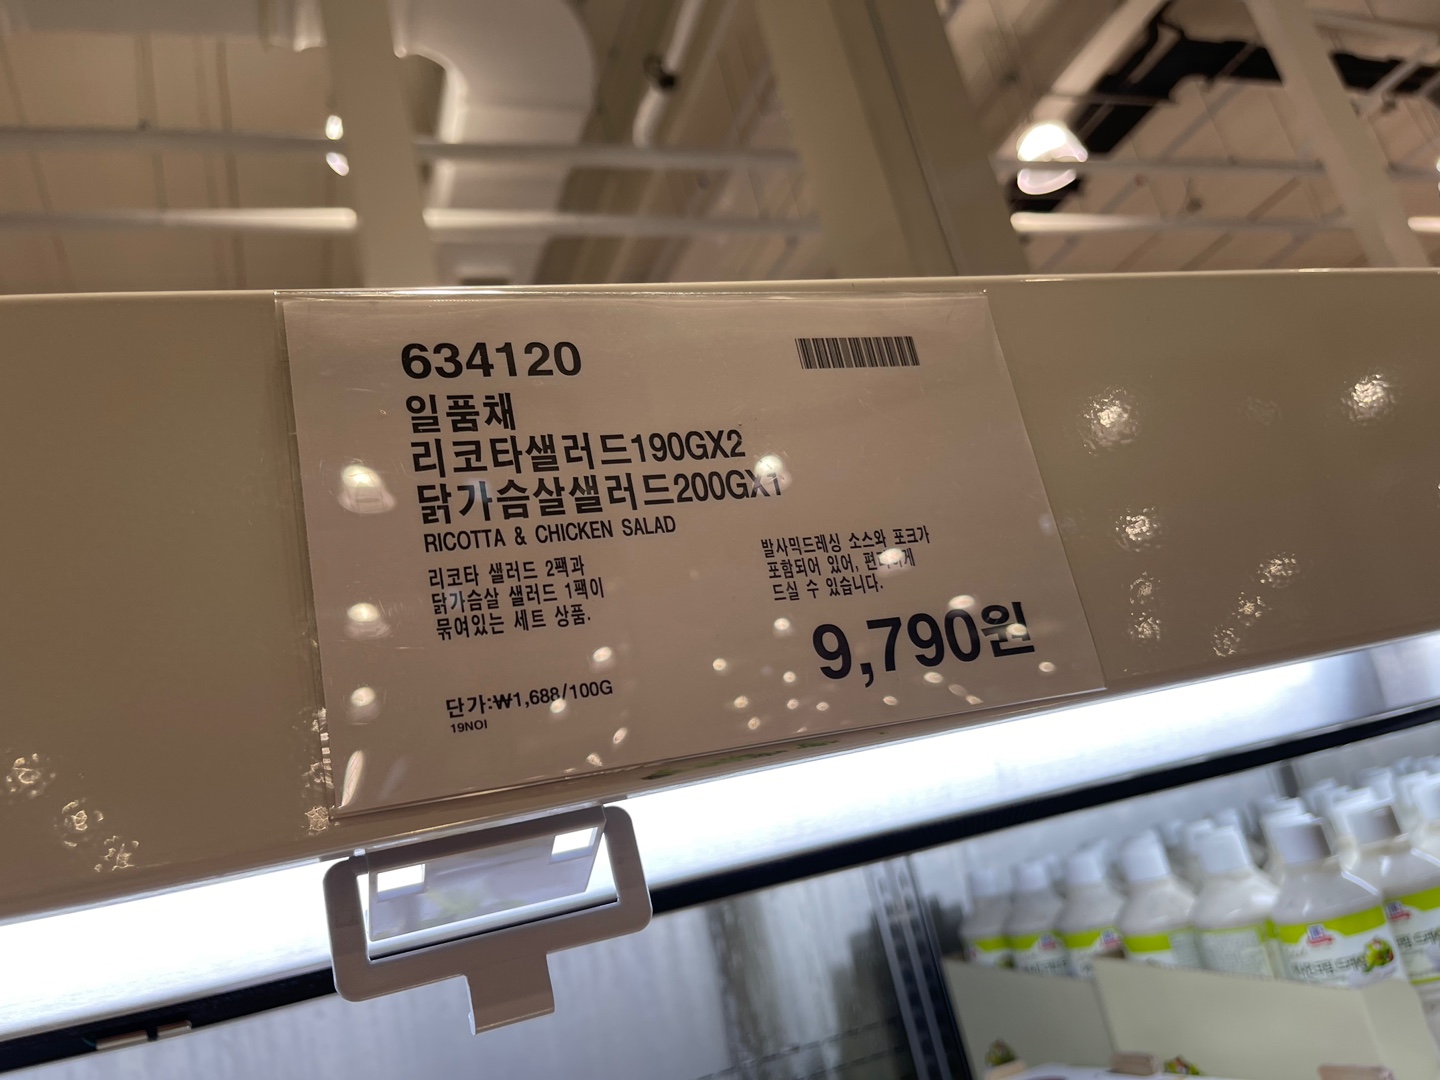 634120
일품채
리코타샐러드190GX2
닭가슴살샐러드200GX1
RICOTTA & CHICKEN SALAD
리코타 샐러드 2팩과
닭가슴살 샐러드 1팩이
묶여있는 세트 상품.
발사믹드레싱 소스와 포크가
포함되어 있어, 편리하게
드실 수 있습니다.
9,790원
단가:₩1,688/100G
19NOI